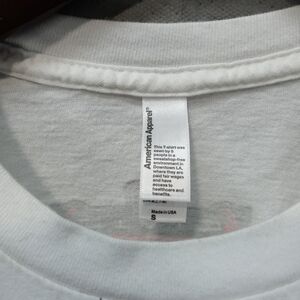 American Apparel®
This T-shirt was
sewn by 5
people in a
sweatshop-free
environment in
Downtown LA,
where they are
paid fair wages
and have
access to
healthcare and
benefits.
Made in USA
S